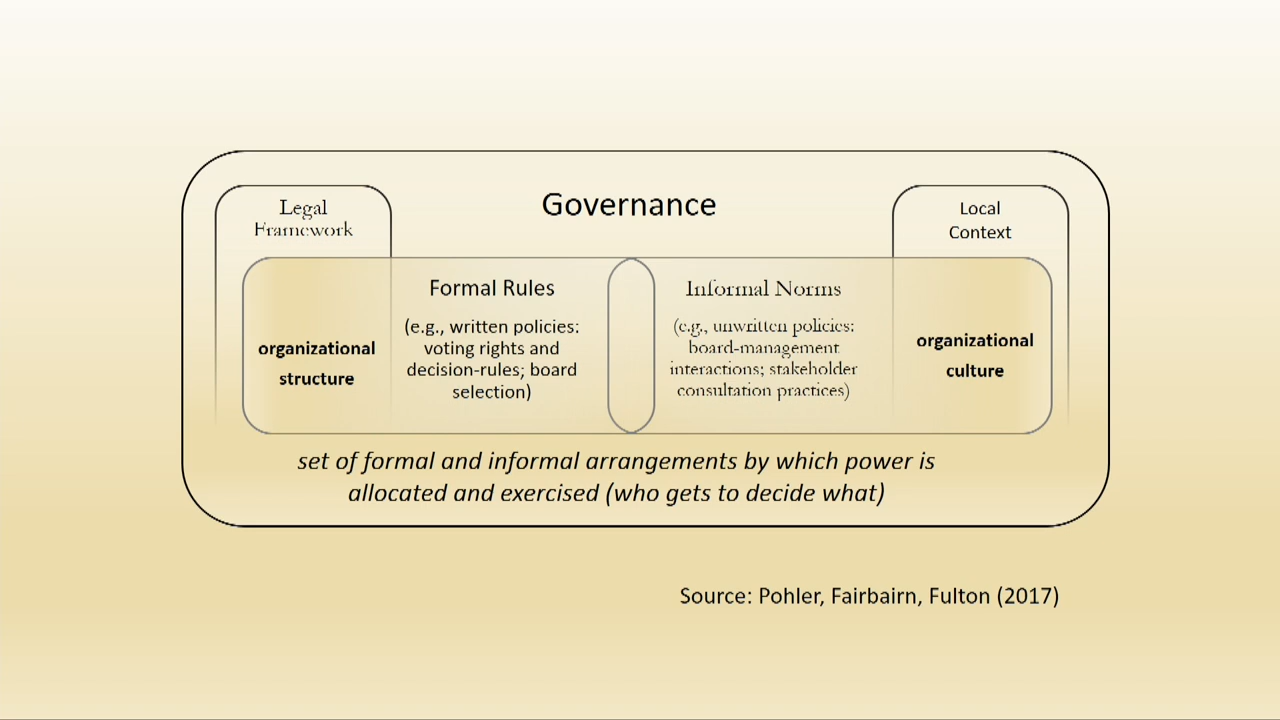 Governance
Legal
Framework
Local
Context
organizational
structure
Formal Rules
(e.g., written policies:
voting rights and
decision-rules; board
selection)
Informal Norms
(e.g., unwritten policies:
board-management
interactions; stakeholder
consultation practices)
organizational
culture
set of formal and informal arrangements by which power is
allocated and exercised (who gets to decide what)
Source: Pohler, Fairbairn, Fulton (2017)